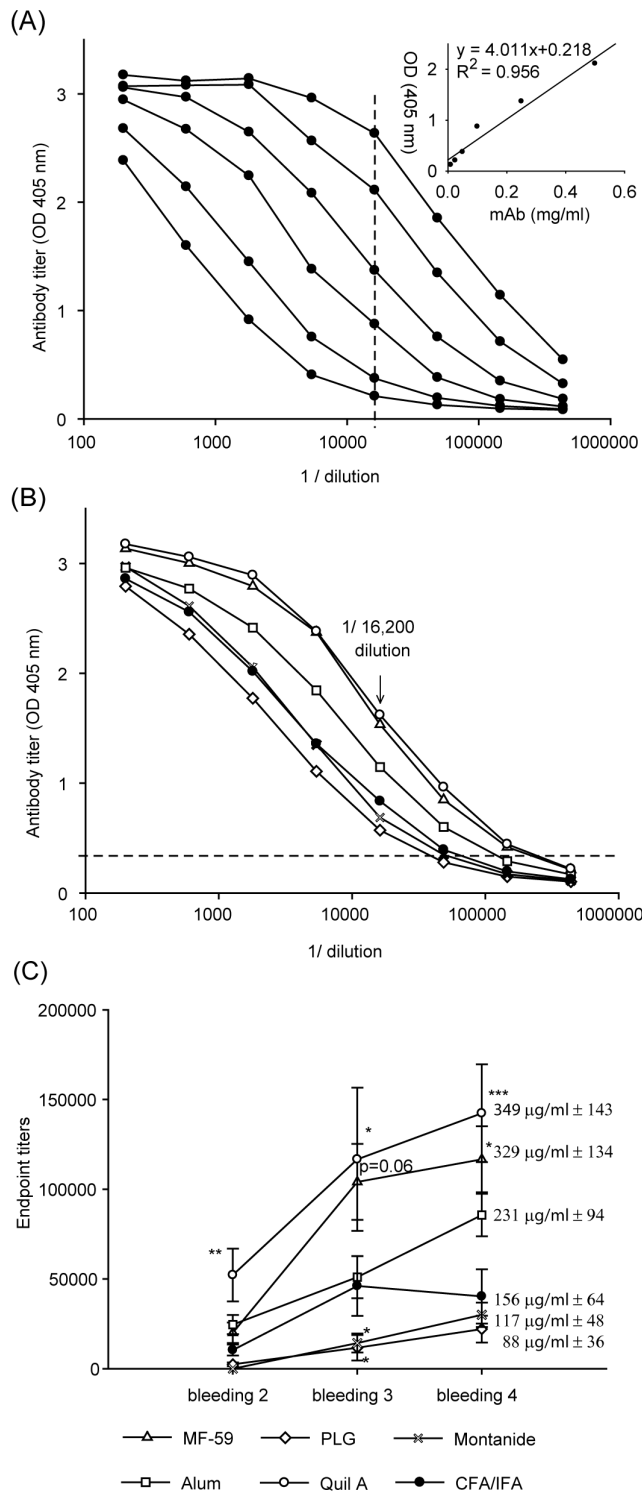 (A)
3
2
1
0
Antibody titer (OD 405 nm)
100
1000
10000
100000
1000000
1 / dilution
y = 4.011x+0.218
R2 = 0.956
2
1
0
OD (405 nm)
0.0
0.2
0.4
0.6
mAb (mg/ml)
(B)
3
2
1
0
Antibody titer (OD 405 nm)
1/ 16,200
dilution
100
1000
10000
100000
1000000
1/ dilution
(C)
200000
150000
100000
50000
0
Endpoint titers
**
*
p=0.06
*
*
***
349 μg/ml ± 143
*
329 μg/ml ± 134
231 μg/ml ± 94
156 μg/ml ± 64
117 μg/ml ± 48
88 μg/ml ± 36
bleeding 2
bleeding 3
bleeding 4
MF-59
PLG
Montanide
Alum
Quil A
CFA/IFA